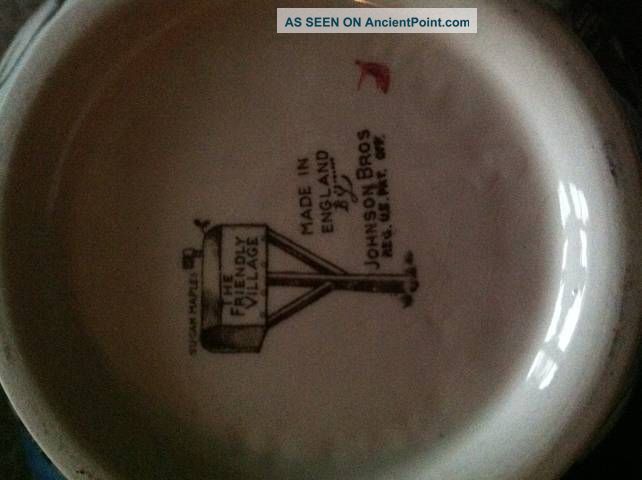 AS SEEN ON AncientPoint.com
SUGAR MAPLES
THE
FRIENDLY
VILLAGE
MADE IN
ENGLAND
BY
JOHNSON BROS
REG. U.S. PAT. OFF.